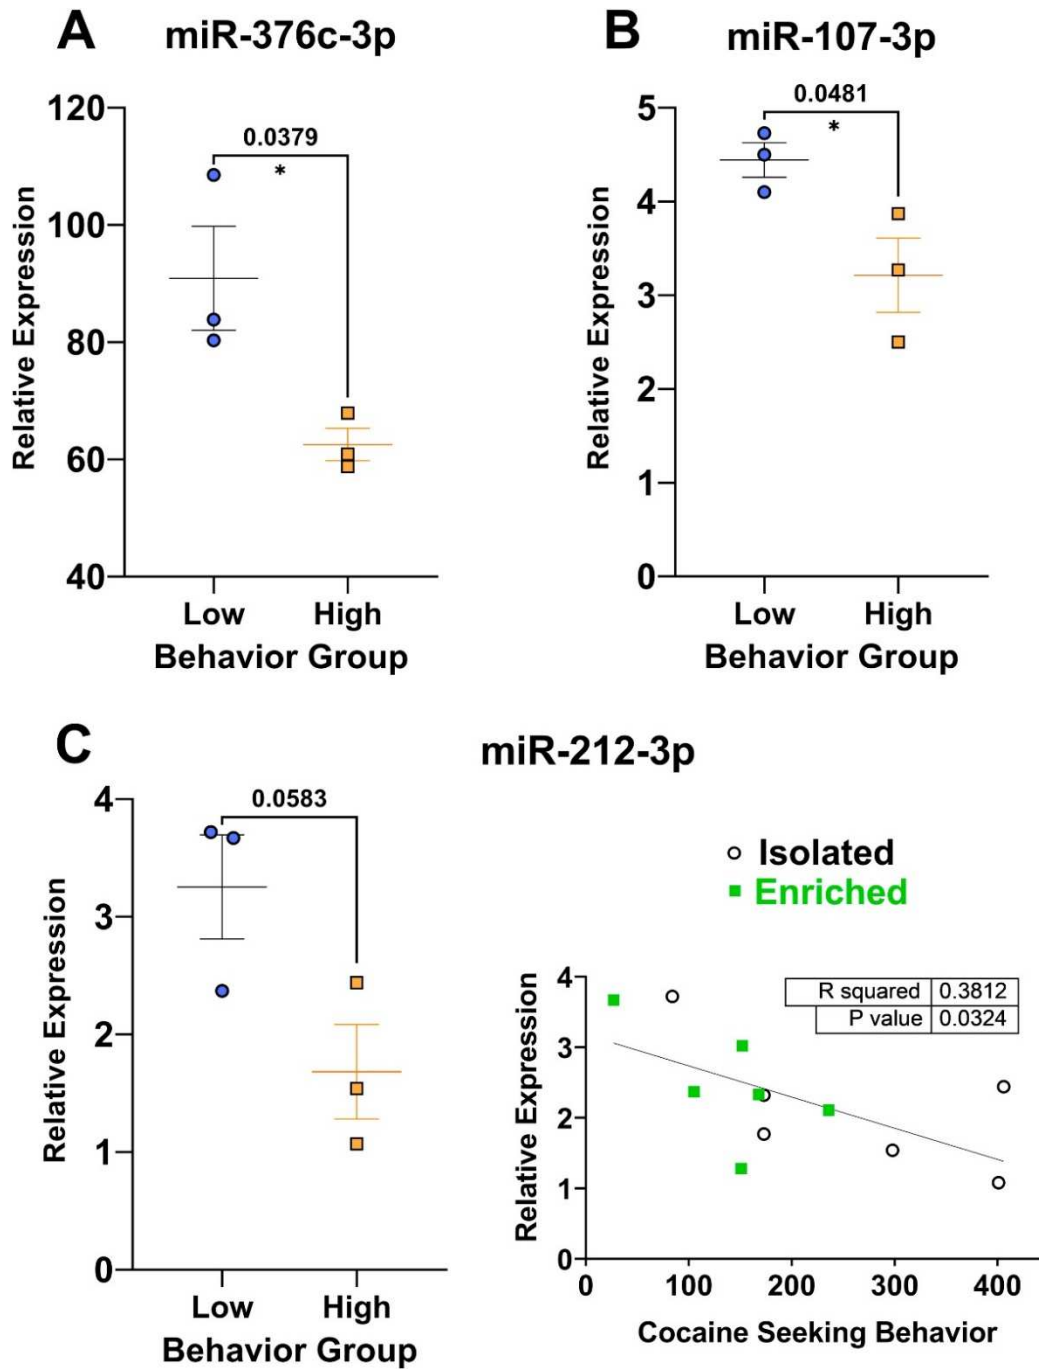 A
miR-376c-3p
120
100
80
60
40
Relative Expression
0.0379
*
Low
High
Behavior Group
B
miR-107-3p
5
4
3
2
1
0
Relative Expression
0.0481
*
Low
High
Behavior Group
C
miR-212-3p
4
3
2
1
0
Relative Expression
0.0583
Low
High
Behavior Group
Isolated
Enriched
4
3
2
1
0
Relative Expression
R squared 0.3812
P value 0.0324
0 100 200 300 400
Cocaine Seeking Behavior